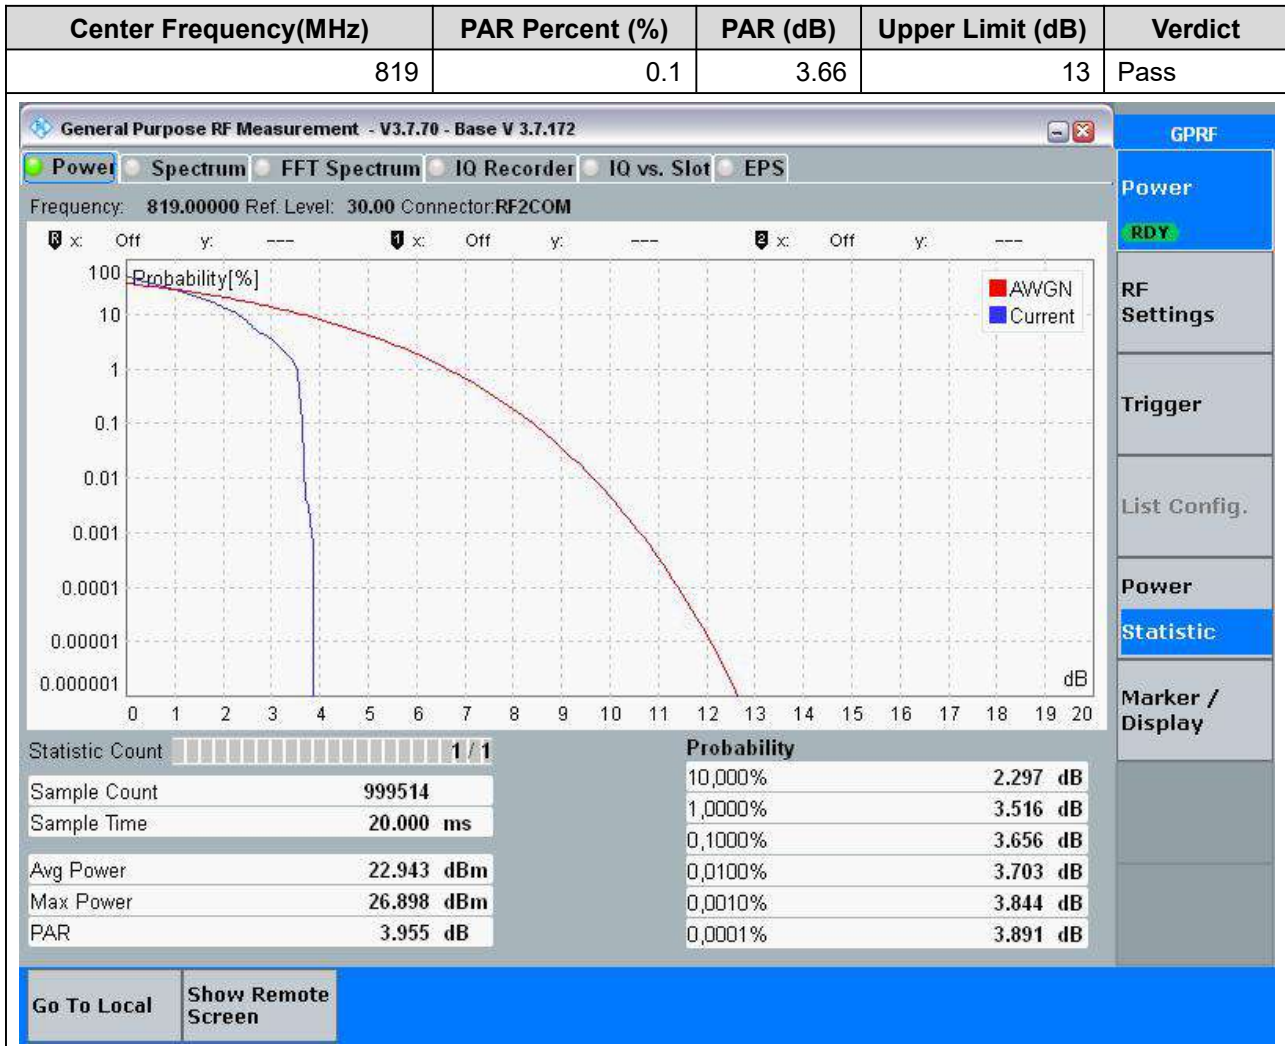 Center Frequency(MHz) PAR Percent (%) PAR (dB) Upper Limit (dB) Verdict
819 0.1 3.66 13 Pass
General Purpose RF Measurement - V3.7.70 - Base V 3.7.172
GPRF
Power Spectrum FFT Spectrum IQ Recorder IQ vs. Slot EPS
Power
RDY
Frequency: 819.00000 Ref. Level: 30.00 Connector:RF2COM
R x: Off y: --- 1 x: Off y: --- 2 x: Off y: ---
Probability[%]
AWGN
Current
100
10
1
0.1
0.01
0.001
0.0001
0.00001
0.000001
dB
0 1 2 3 4 5 6 7 8 9 10 11 12 13 14 15 16 17 18 19 20
RF
Settings
Trigger
List Config.
Power
Statistic
Marker /
Display
Statistic Count 1 / 1
Sample Count 999514
Sample Time 20.000 ms
Avg Power 22.943 dBm
Max Power 26.898 dBm
PAR 3.955 dB
Probability
10,000% 2.297 dB
1,0000% 3.516 dB
0,1000% 3.656 dB
0,0100% 3.703 dB
0,0010% 3.844 dB
0,0001% 3.891 dB
Go To Local
Show Remote
Screen